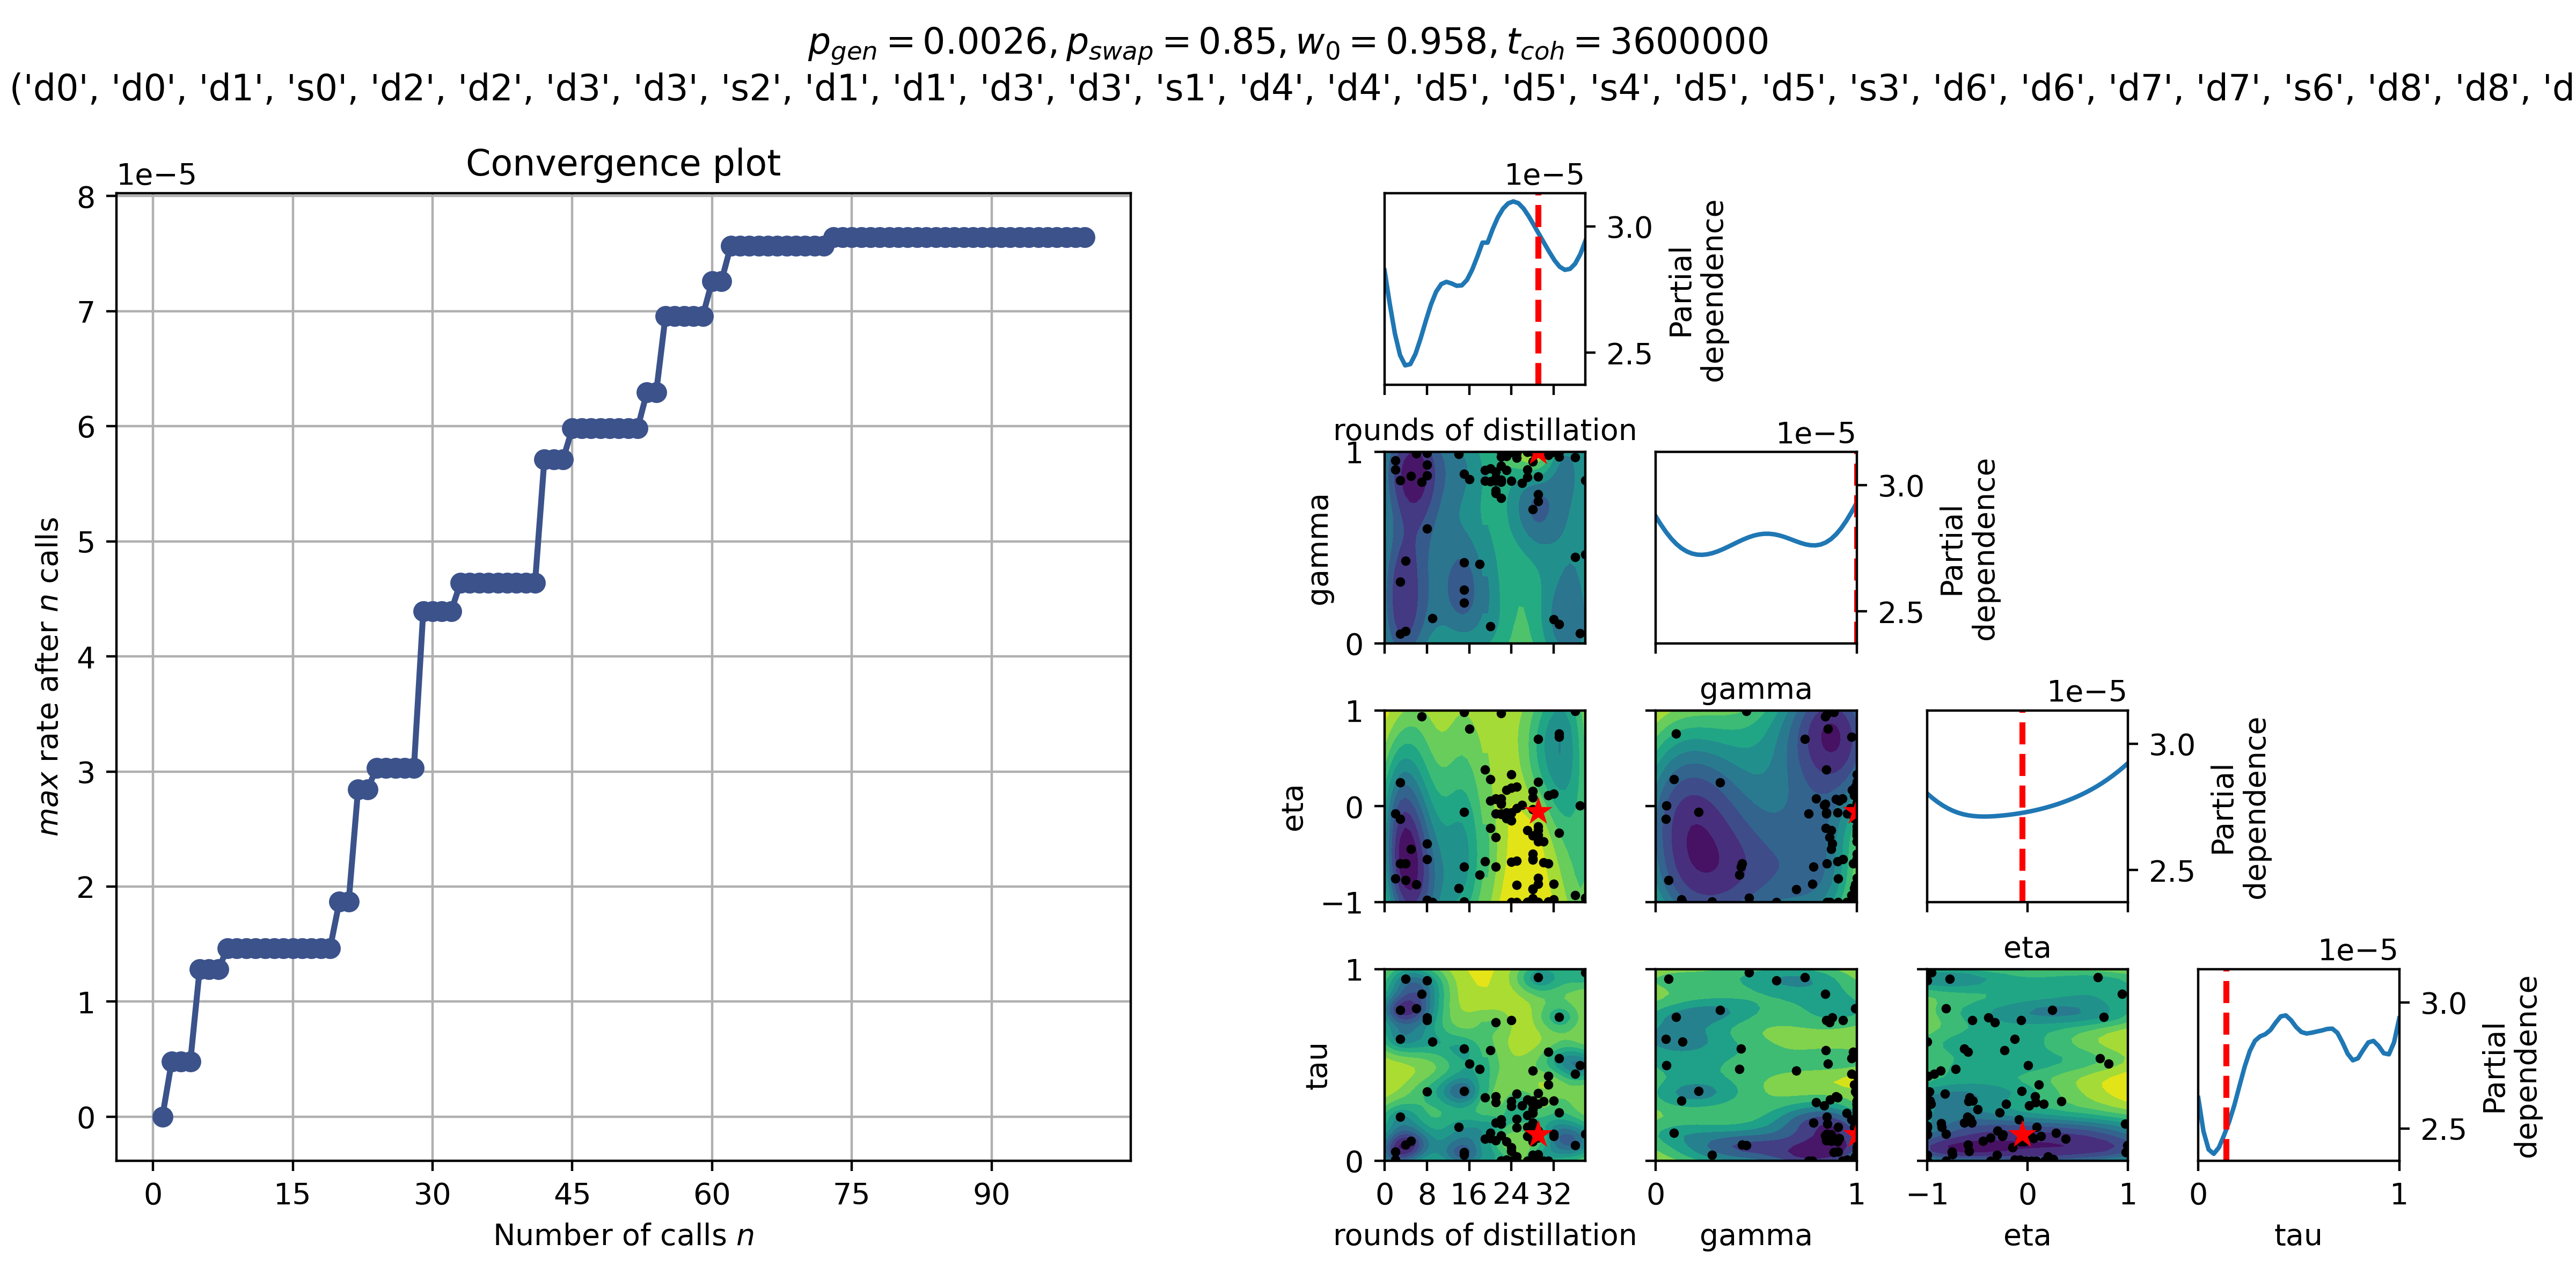 p_gen = 0.0026, p_swap = 0.85, w_0 = 0.958, t_coh = 3600000
('d0', 'd0', 'd1', 's0', 'd2', 'd2', 'd3', 'd3', 's2', 'd1', 'd1', 'd3', 'd3', 's1', 'd4', 'd4', 'd5', 'd5', 's4', 'd5', 'd5', 's3', 'd6', 'd6', 'd7', 'd7', 's6', 'd8', 'd8', 'd
Convergence plot
1e−5
8
7
6
5
4
3
2
1
0
max rate after n calls
0 15 30 45 60 75 90
Number of calls n
1e−5
3.0
2.5
Partial
dependence
rounds of distillation
1
0
gamma
1e−5
3.0
2.5
Partial
dependence
gamma
1
0
−1
eta
1e−5
3.0
2.5
Partial
dependence
eta
1
0
tau
1e−5
3.0
2.5
Partial
dependence
0 8 16 24 32
rounds of distillation
0 1
gamma
−1 0 1
eta
0 1
tau